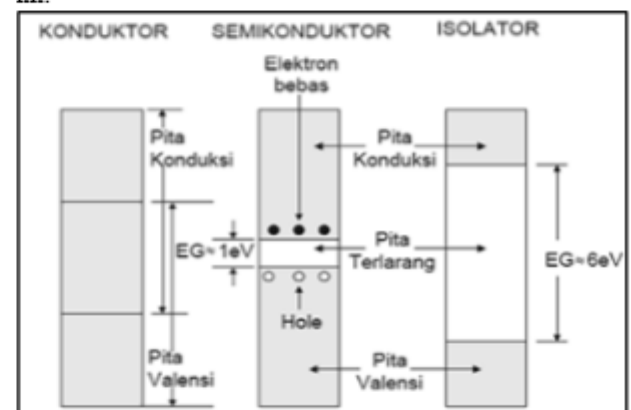 KONDUKTOR
SEMIKONDUKTOR
ISOLATOR
Elektron
bebas
Pita
Konduksi
Pita
Konduksi
EG≈1eV
Pita
Terlarang
EG≈6eV
Hole
Pita
Valensi
Pita
Valensi